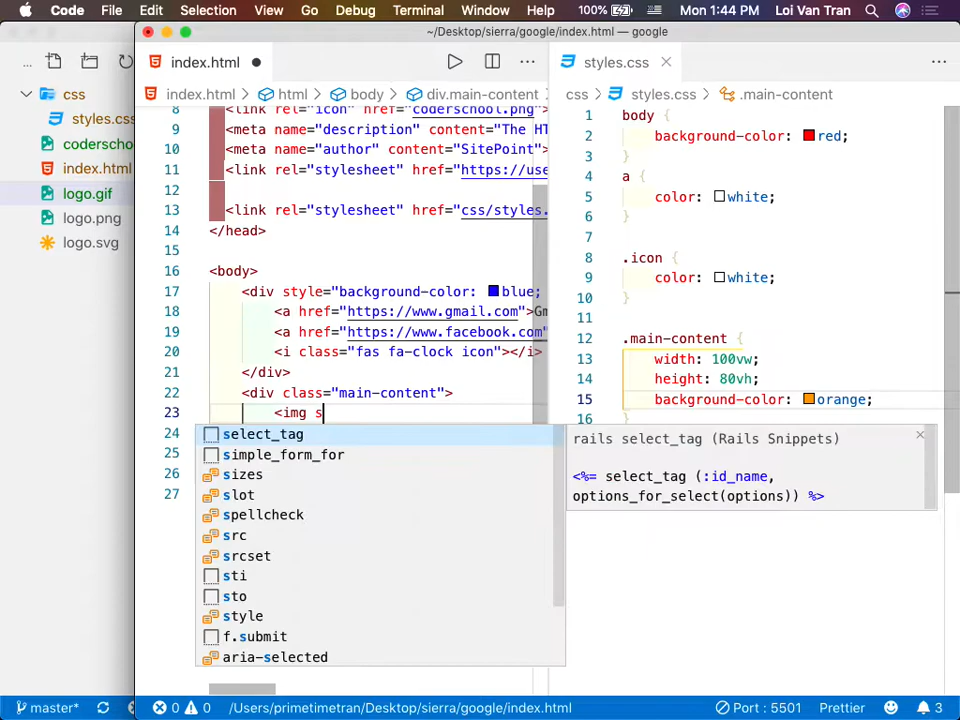 Code File Edit Selection View Go Debug Terminal Window Help 100% Mon 1:44 PM Loi Van Tran
~/Desktop/sierra/google/index.html — google
... index.html ● ... styles.css × ...
index.html > html > body > div.main-content css > styles.css > .main-content
css
styles.css
coderschoo
index.html
logo.gif
logo.png
logo.svg
8 <link rel="icon" href="coderschool.png">
9 <meta name="description" content="The HT
10 <meta name="author" content="SitePoint">
11 <link rel="stylesheet" href="https://use
12
13 <link rel="stylesheet" href="css/styles.
14 </head>
15
16 <body>
17 <div style="background-color: blue;
18 <a href="https://www.gmail.com">Gm
19 <a href="https://www.facebook.com"
20 <i class="fas fa-clock icon"></i>
21 </div>
22 <div class="main-content">
23 <img s
24
25
26
27
select_tag
simple_form_for
sizes
slot
spellcheck
src
srcset
sti
sto
style
f.submit
aria-selected
1 body {
2 background-color: red;
3 }
4 a {
5 color: white;
6 }
7
8 .icon {
9 color: white;
10 }
11
12 .main-content {
13 width: 100vw;
14 height: 80vh;
15 background-color: orange;
16 }
rails select_tag (Rails Snippets) ×
<%= select_tag (:id_name,
options_for_select(options)) %>
master* 0 0 /Users/primetimetran/Desktop/sierra/google/index.html Port : 5501 Prettier 3